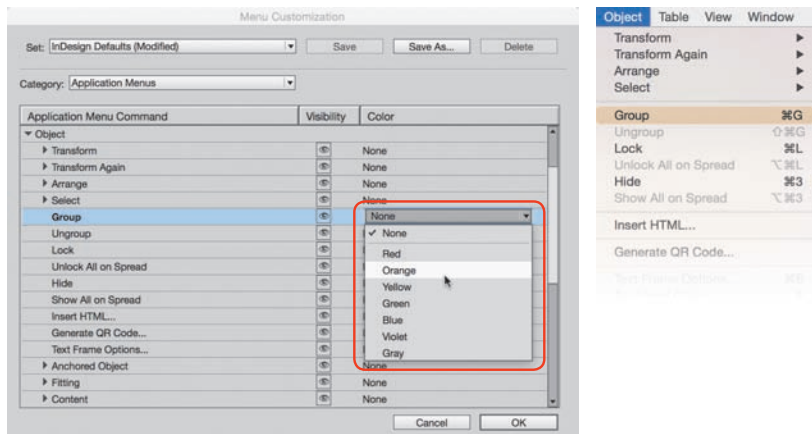 Menu Customization
Set: InDesign Defaults (Modified) Save Save As... Delete
Category: Application Menus
Application Menu Command Visibility Color
Object
Transform None
Transform Again None
Arrange None
Select None
Group None
Ungroup
Lock
Unlock All on Spread
Hide
Show All on Spread
Insert HTML...
Generate QR Code...
Text Frame Options...
Anchored Object None
Fitting None
Content None
None
Red
Orange
Yellow
Green
Blue
Violet
Gray
Cancel OK
Object Table View Window
Transform
Transform Again
Arrange
Select
Group ⌘G
Ungroup ⇧⌘G
Lock ⌘L
Unlock All on Spread ⌥⌘L
Hide ⌘3
Show All on Spread ⌥⌘3
Insert HTML...
Generate QR Code...
Text Frame Options...